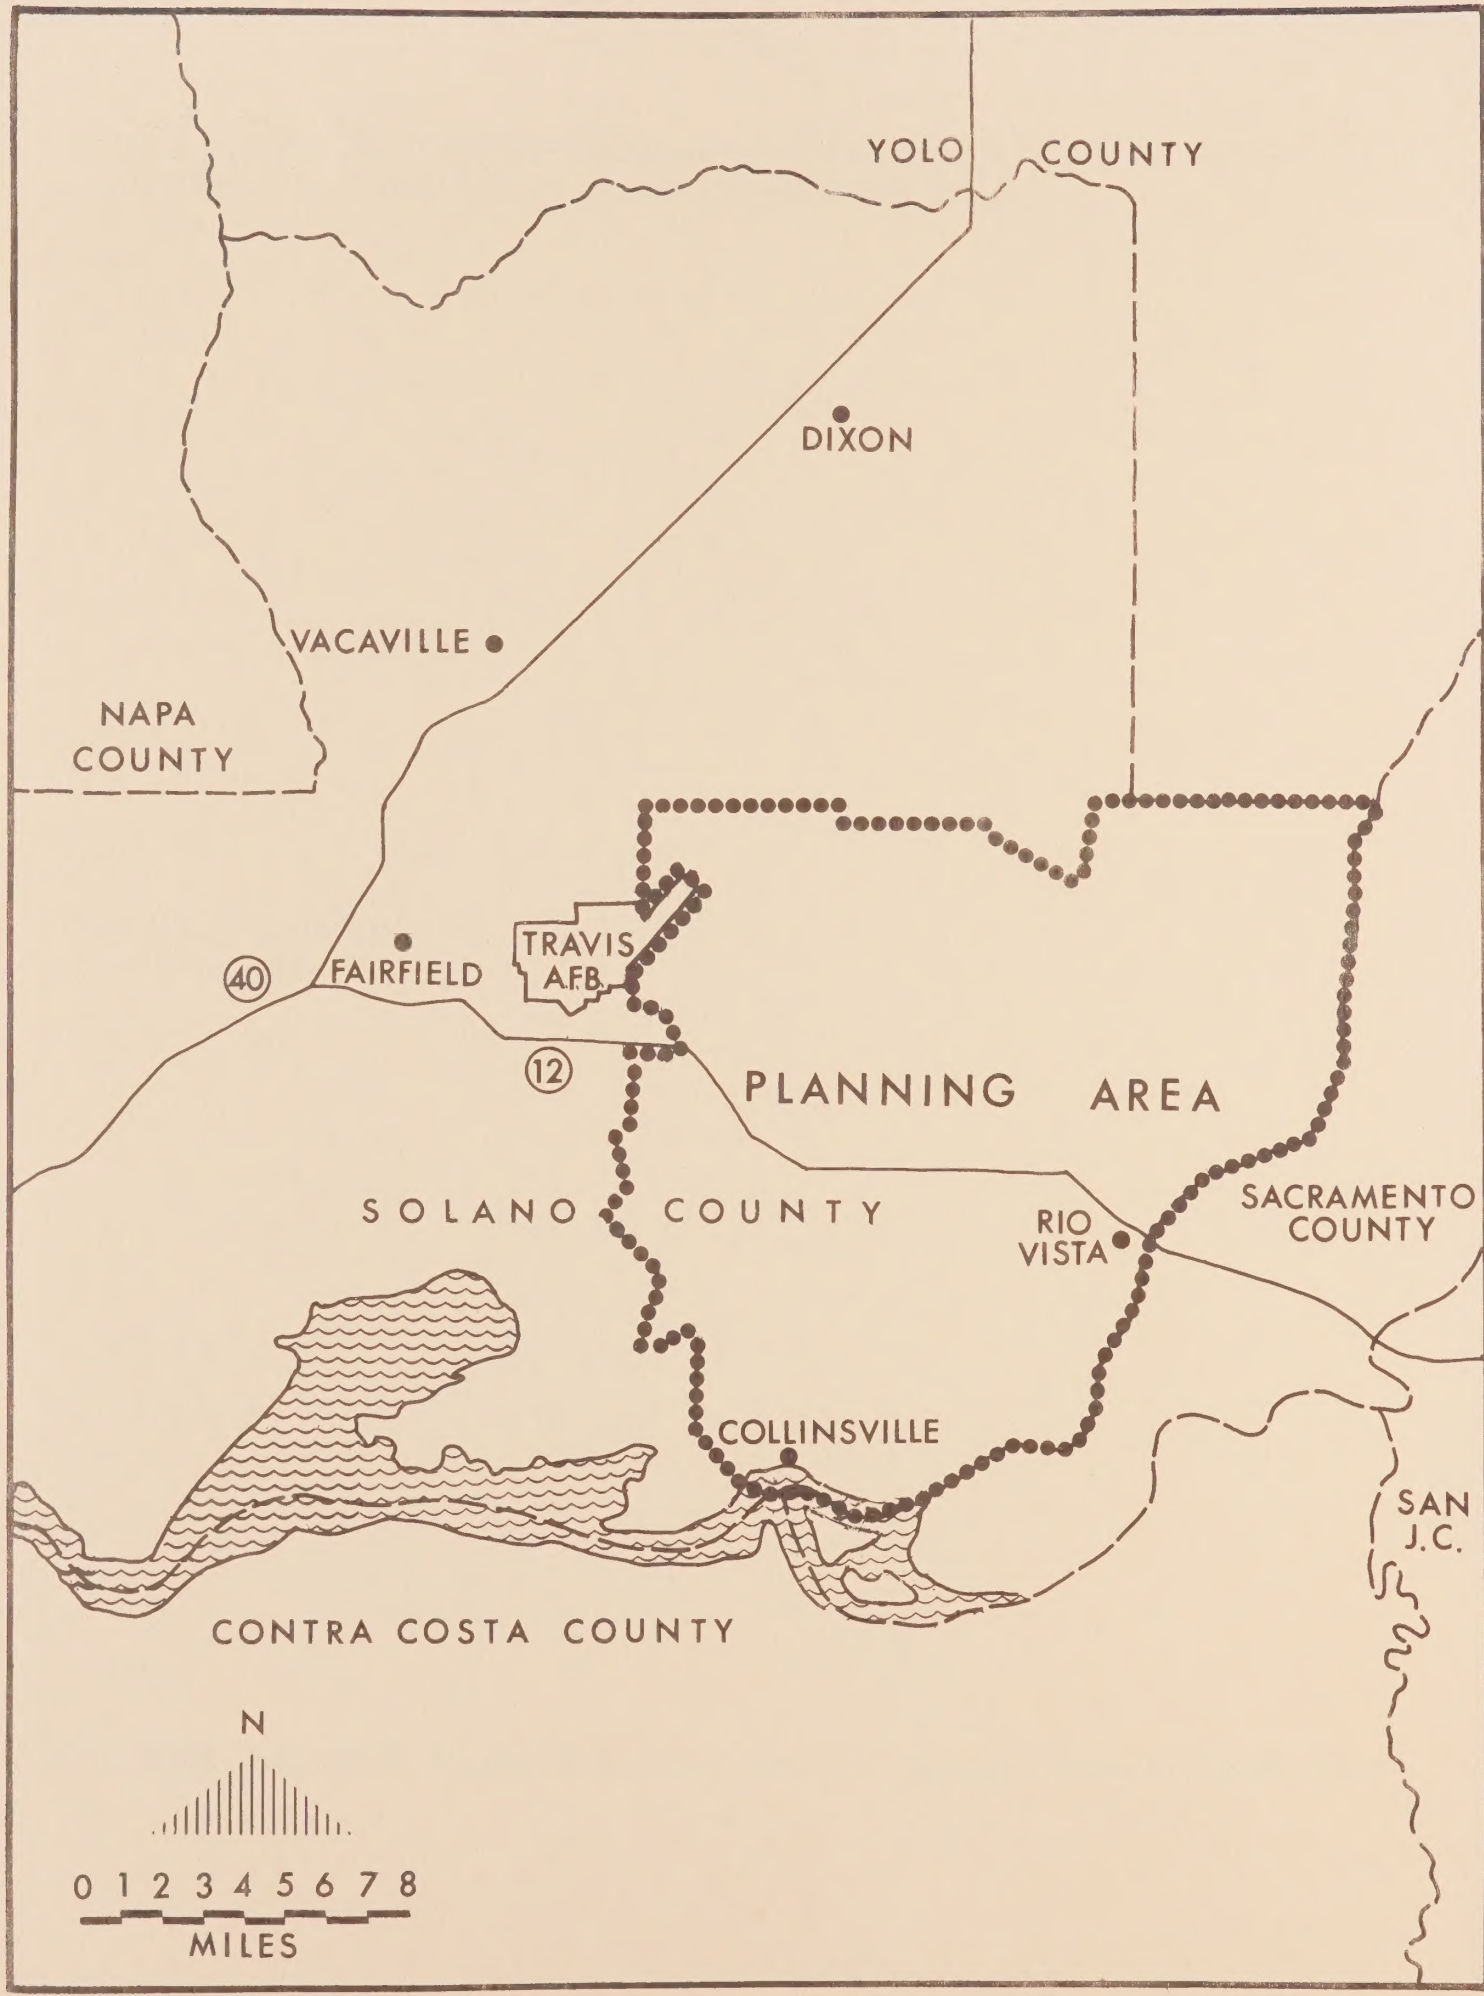 YOLO COUNTY
DIXON
VACAVILLE
NAPA
COUNTY
TRAVIS
A.F.B.
FAIRFIELD
40
12
PLANNING AREA
SOLANO COUNTY
SACRAMENTO
COUNTY
RIO
VISTA
COLLINSVILLE
SAN
J.C.
CONTRA COSTA COUNTY
N
0 1 2 3 4 5 6 7 8
MILES